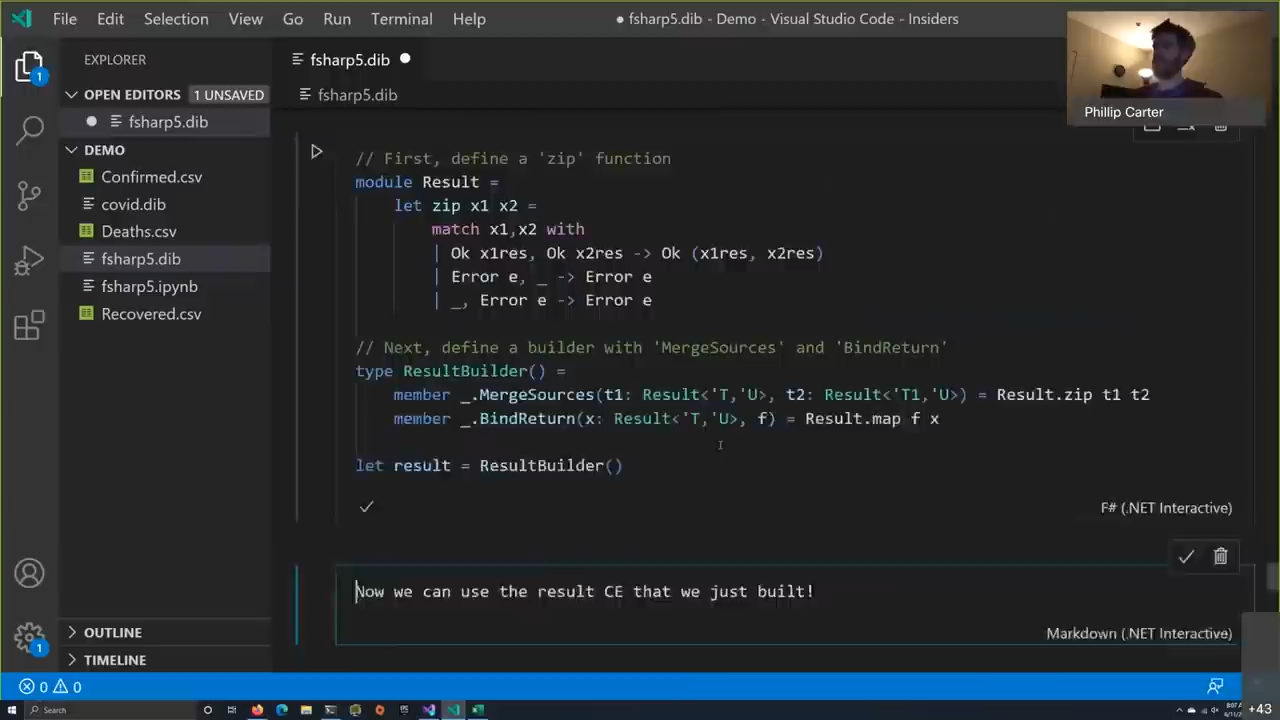 File Edit Selection View Go Run Terminal Help
● fsharp5.dib - Demo - Visual Studio Code - Insiders
Phillip Carter
EXPLORER
OPEN EDITORS 1 UNSAVED
fsharp5.dib
DEMO
Confirmed.csv
covid.dib
Deaths.csv
fsharp5.dib
fsharp5.ipynb
Recovered.csv
OUTLINE
TIMELINE
1
1
fsharp5.dib
fsharp5.dib
// First, define a 'zip' function
module Result =
let zip x1 x2 =
match x1,x2 with
| Ok x1res, Ok x2res -> Ok (x1res, x2res)
| Error e, _ -> Error e
| _, Error e -> Error e
// Next, define a builder with 'MergeSources' and 'BindReturn'
type ResultBuilder() =
member _.MergeSources(t1: Result<'T,'U>, t2: Result<'T1,'U>) = Result.zip t1 t2
member _.BindReturn(x: Result<'T,'U>, f) = Result.map f x
let result = ResultBuilder()
F# (.NET Interactive)
Now we can use the result CE that we just built!
Markdown (.NET Interactive)
0 0
Search
+43